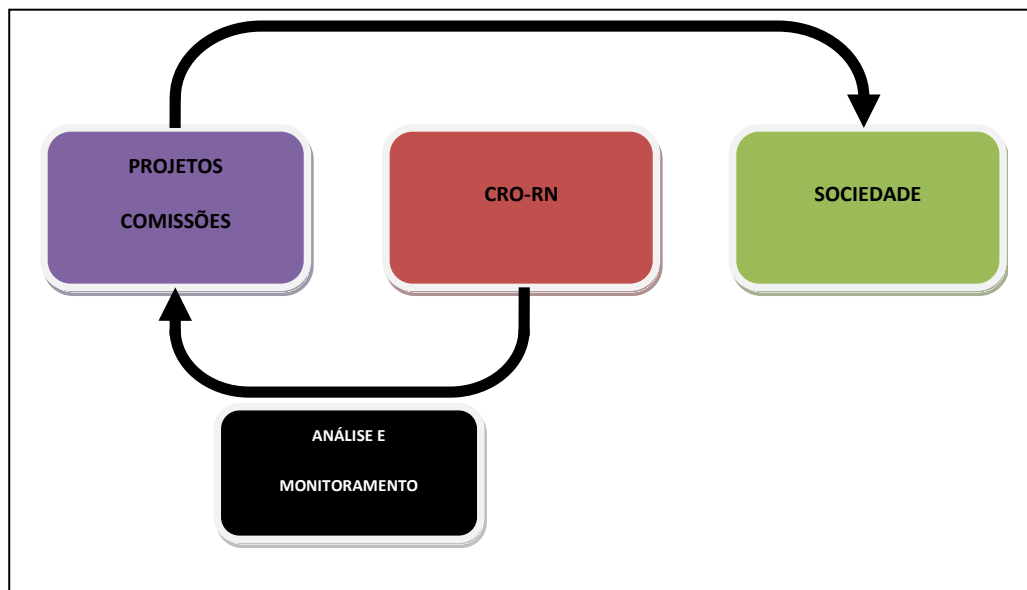 PROJETOS
COMISSÕES
CRO-RN
SOCIEDADE
ANÁLISE E
MONITORAMENTO